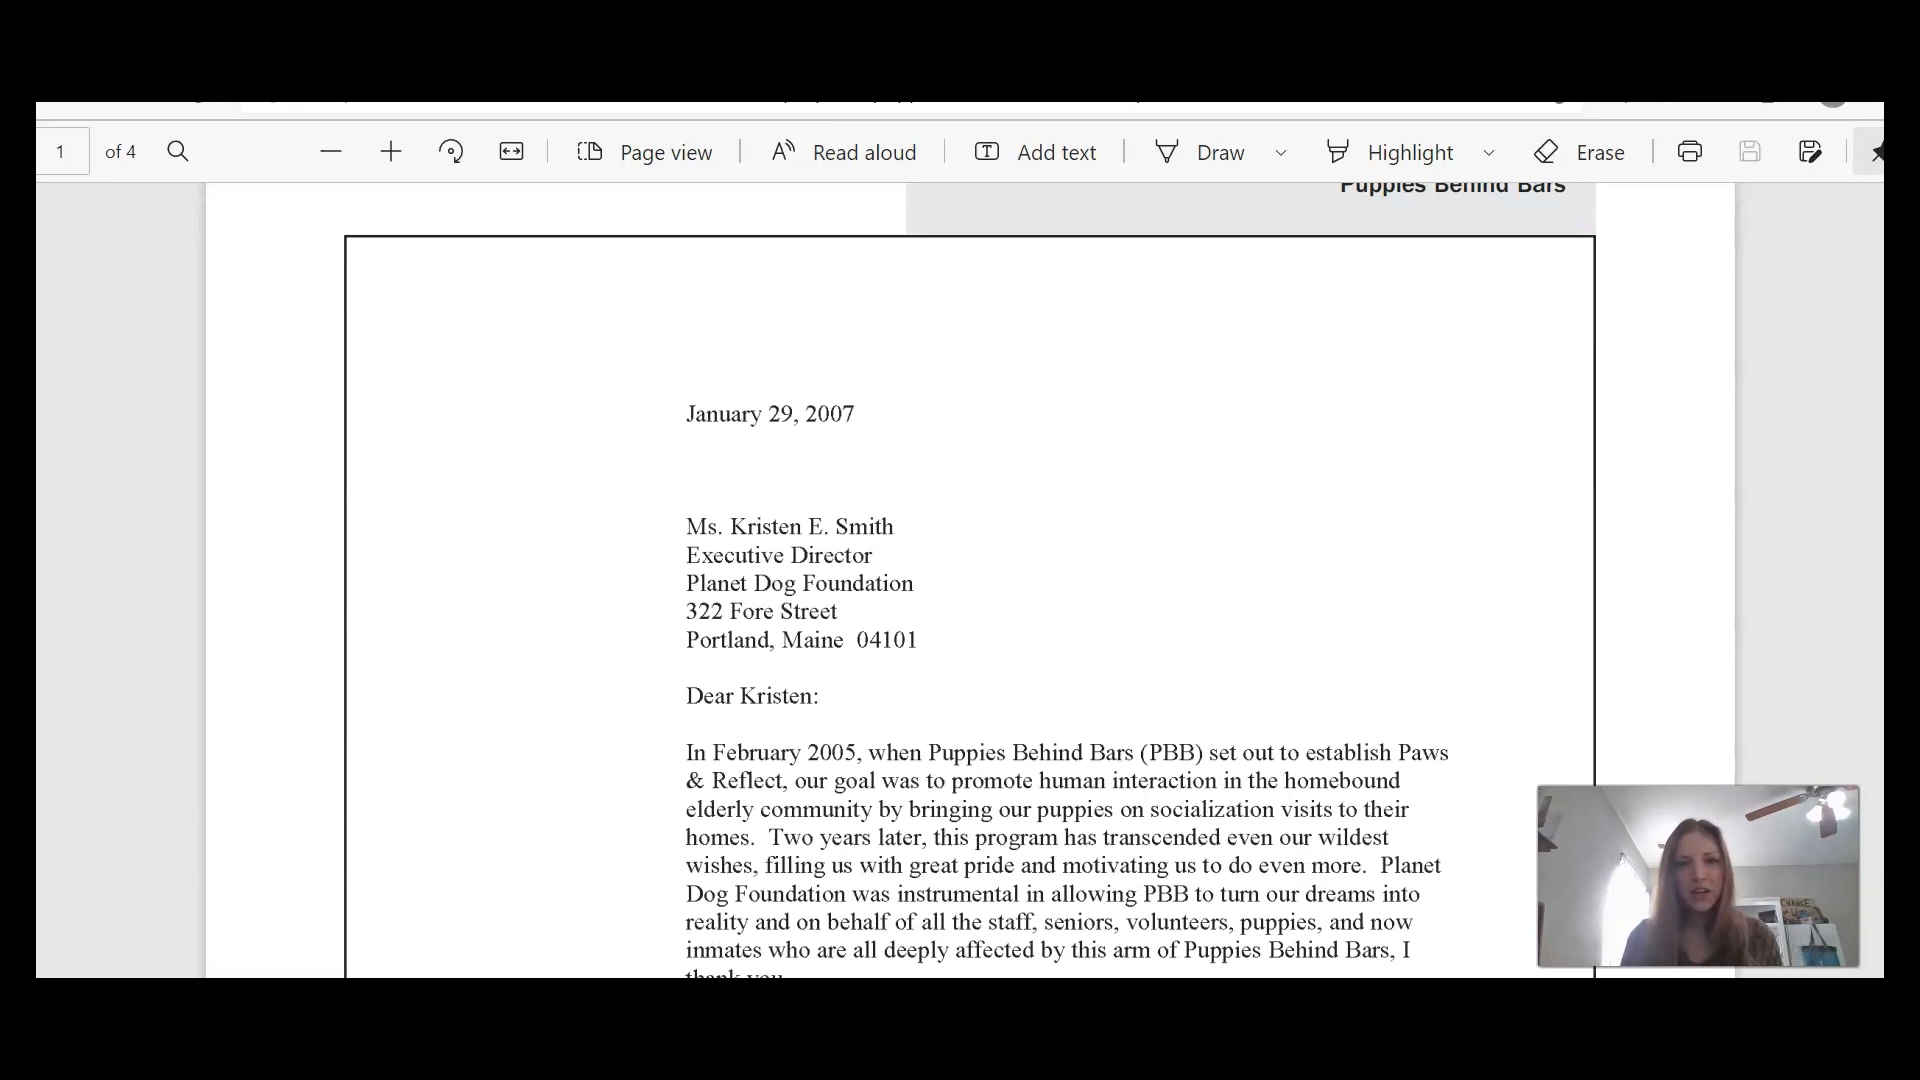 1 of 4 Page view Read aloud Add text Draw Highlight Erase
Puppies Behind Bars
January 29, 2007
Ms. Kristen E. Smith
Executive Director
Planet Dog Foundation
322 Fore Street
Portland, Maine 04101
Dear Kristen:
In February 2005, when Puppies Behind Bars (PBB) set out to establish Paws
& Reflect, our goal was to promote human interaction in the homebound
elderly community by bringing our puppies on socialization visits to their
homes. Two years later, this program has transcended even our wildest
wishes, filling us with great pride and motivating us to do even more. Planet
Dog Foundation was instrumental in allowing PBB to turn our dreams into
reality and on behalf of all the staff, seniors, volunteers, puppies, and now
inmates who are all deeply affected by this arm of Puppies Behind Bars, I
thank you
CHANGE